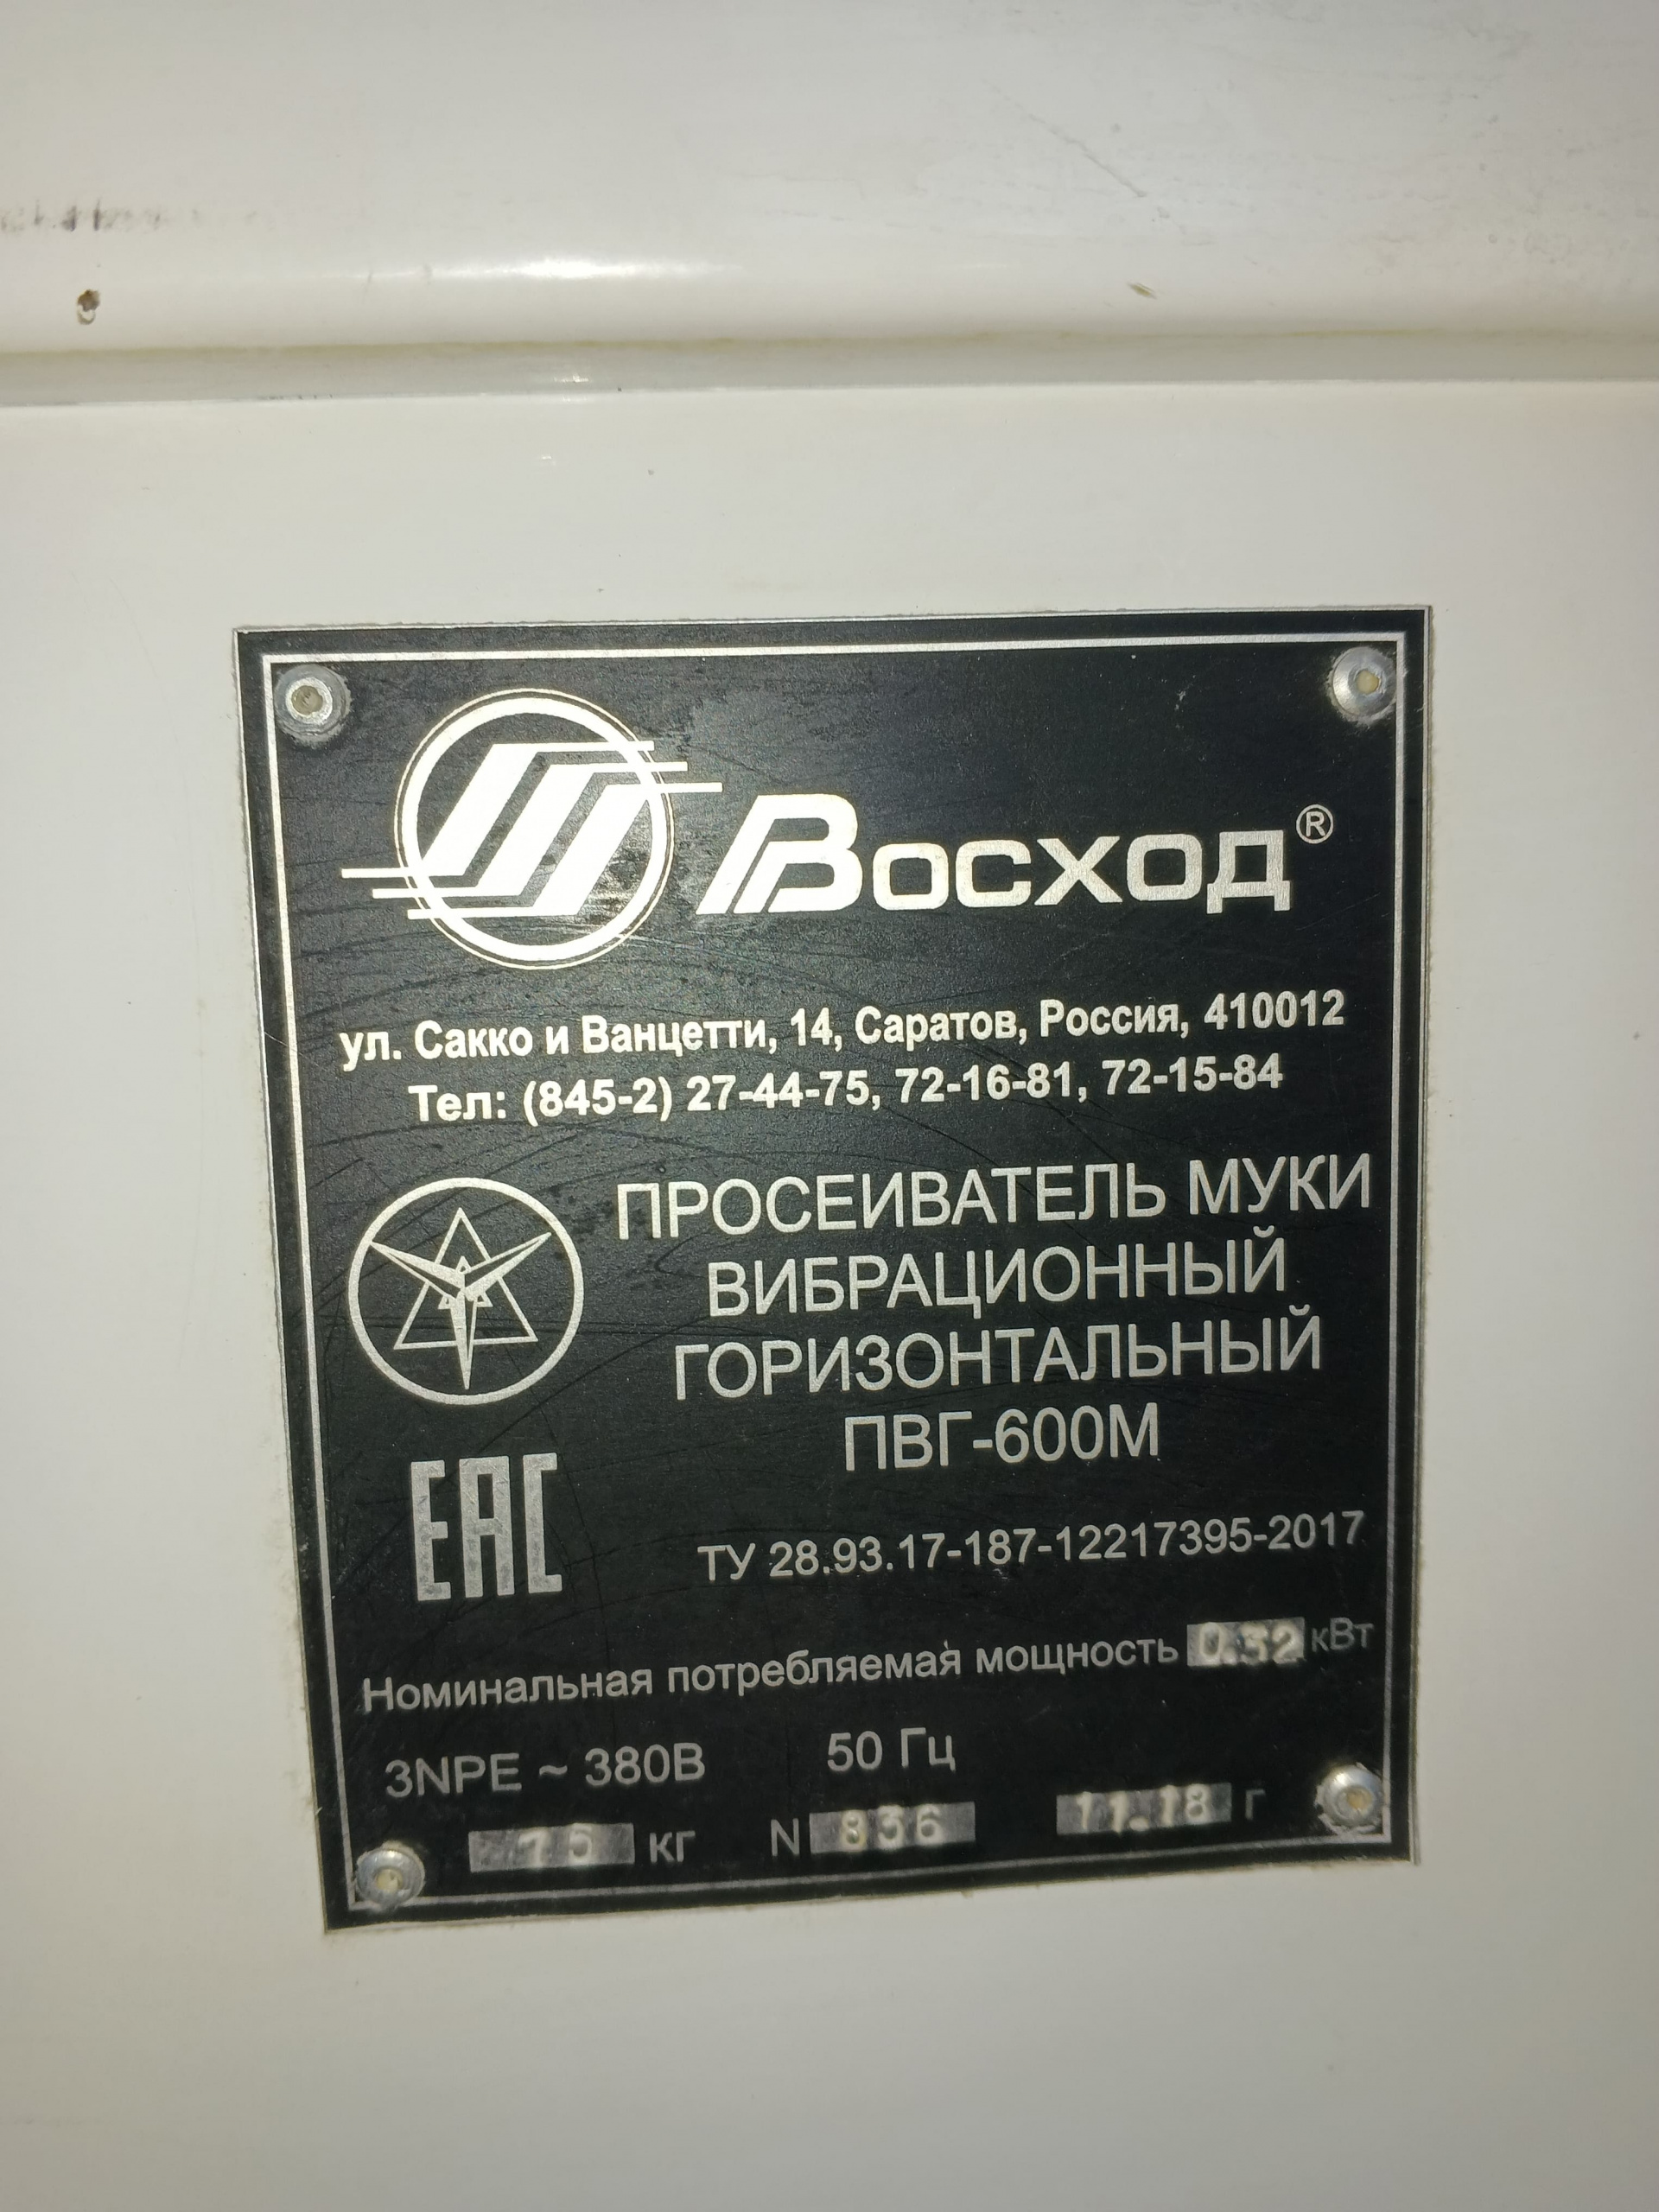 Восход®
ул. Сакко и Ванцетти, 14, Саратов, Россия, 410012
Тел: (845-2) 27-44-75, 72-16-81, 72-15-84
ПРОСЕИВАТЕЛЬ МУКИ
ВИБРАЦИОННЫЙ
ГОРИЗОНТАЛЬНЫЙ
ПВГ-600М
EAC
ТУ 28.93.17-187-12217395-2017
Номинальная потребляемая мощность 0.32 кВт
3NPE ~ 380В 50 Гц
75 кг N 836 11.18 г